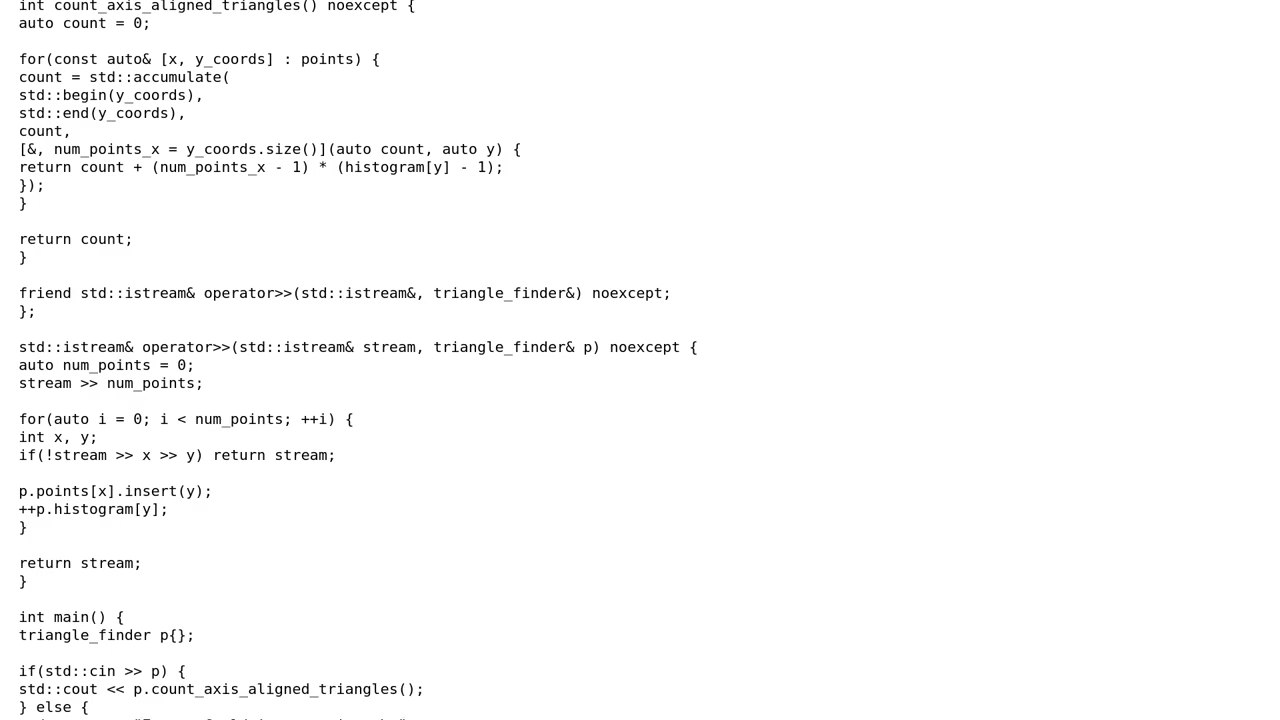 int count_axis_aligned_triangles() noexcept {
auto count = 0;
for(const auto& [x, y_coords] : points) {
count = std::accumulate(
std::begin(y_coords),
std::end(y_coords),
count,
[&, num_points_x = y_coords.size()](auto count, auto y) {
return count + (num_points_x - 1) * (histogram[y] - 1);
});
}
return count;
}
friend std::istream& operator>>(std::istream&, triangle_finder&) noexcept;
};
std::istream& operator>>(std::istream& stream, triangle_finder& p) noexcept {
auto num_points = 0;
stream >> num_points;
for(auto i = 0; i < num_points; ++i) {
int x, y;
if(!stream >> x >> y) return stream;
p.points[x].insert(y);
++p.histogram[y];
}
return stream;
}
int main() {
triangle_finder p{};
if(std::cin >> p) {
std::cout << p.count_axis_aligned_triangles();
} else {